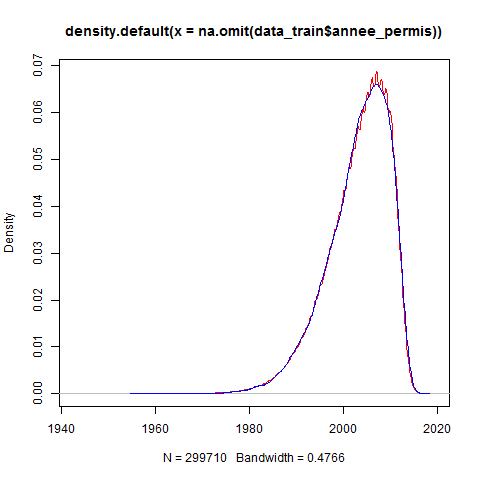 density.default(x = na.omit(data_train$annee_permis))
0.07
0.06
0.05
0.04
0.03
0.02
0.01
0.00
Density
1940 1960 1980 2000 2020
N = 299710 Bandwidth = 0.4766